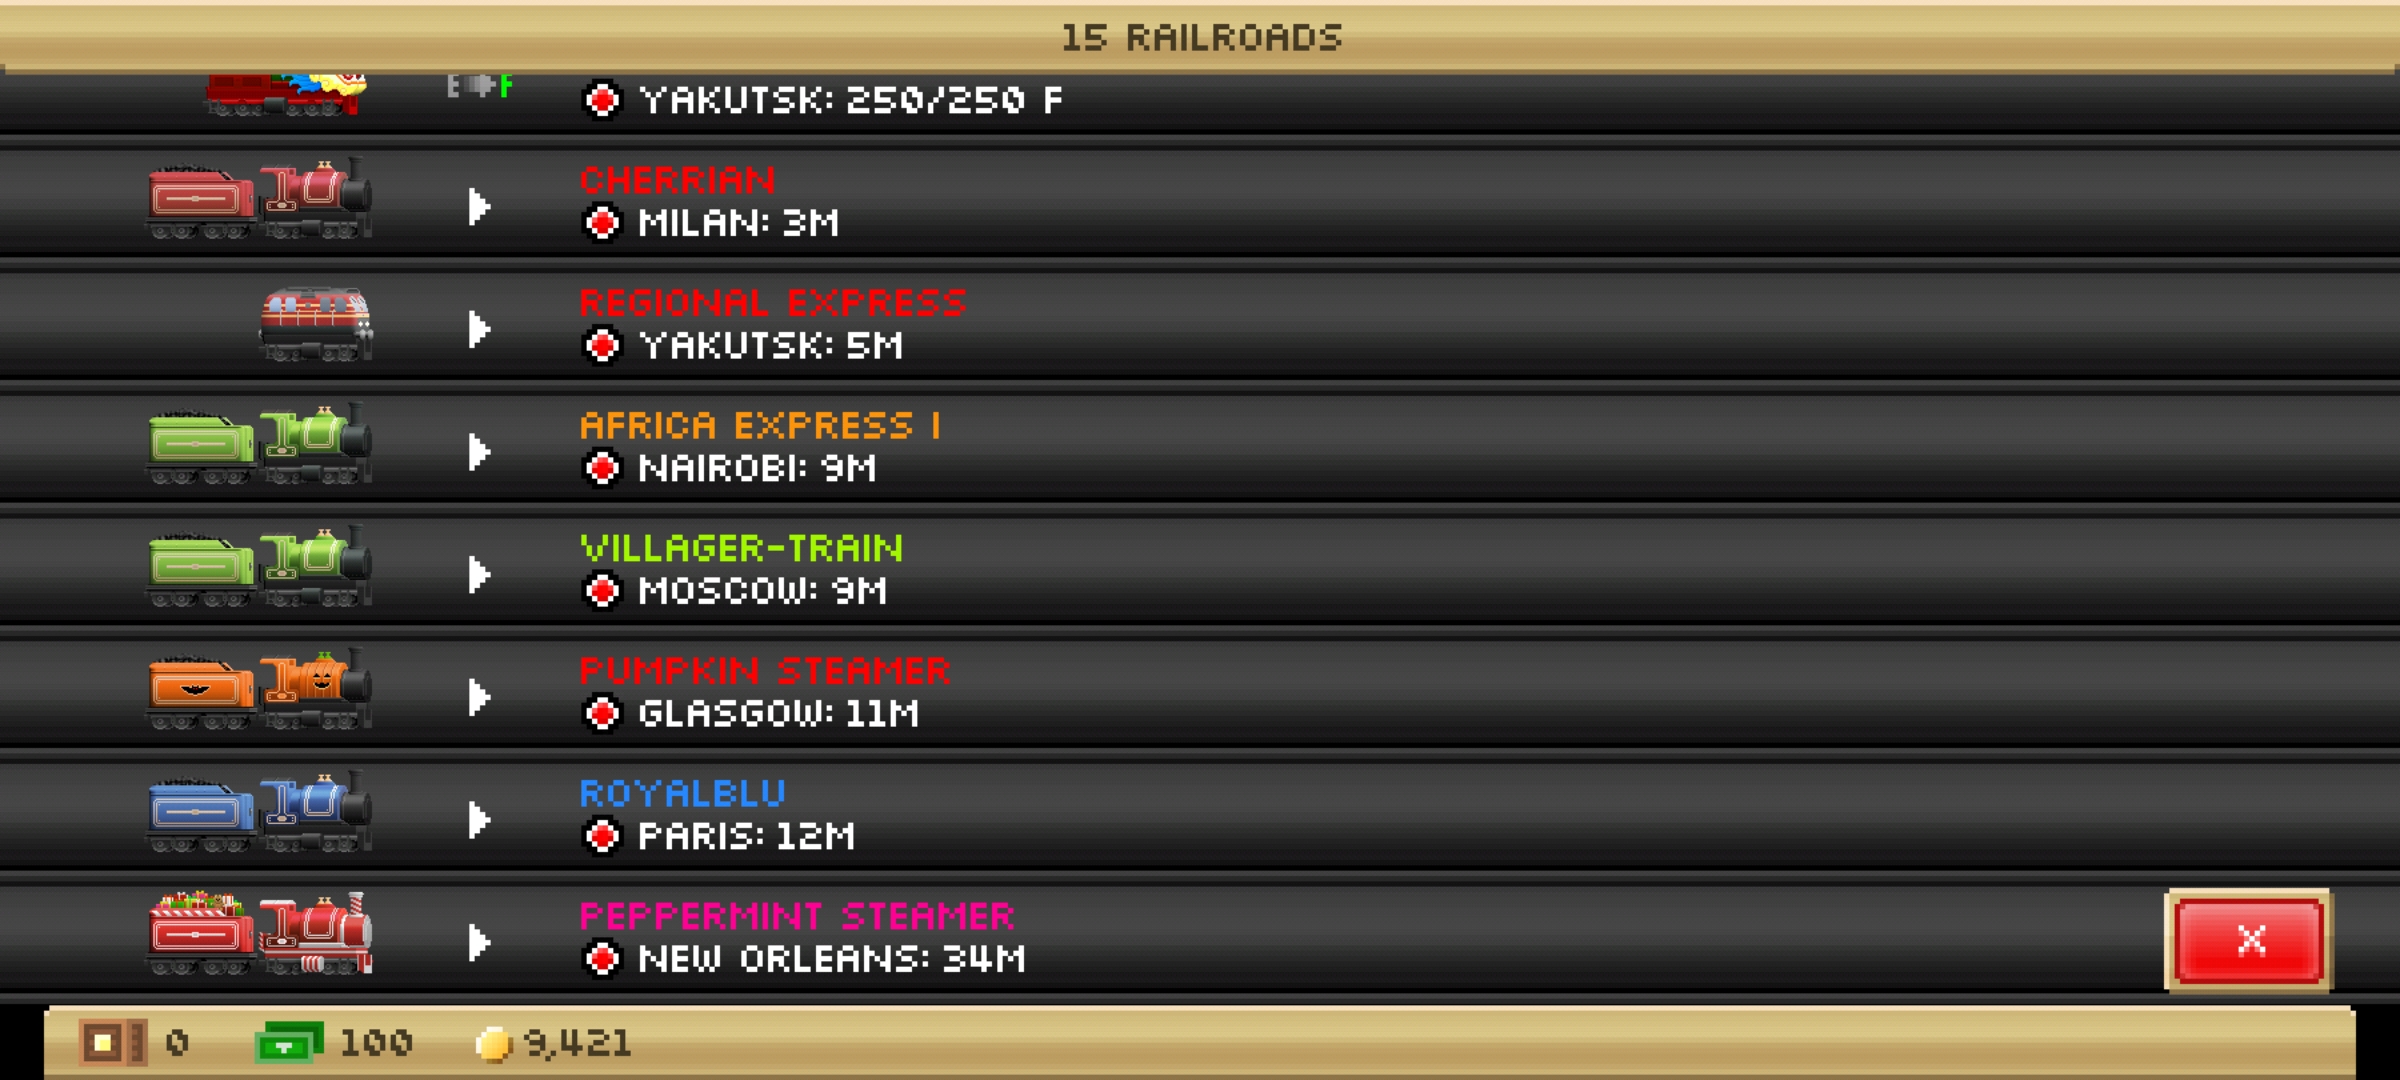 15 RAILROADS
E F
YAKUTSK: 250/250 F
CHERRIAN
MILAN: 3M
REGIONAL EXPRESS
YAKUTSK: 5M
AFRICA EXPRESS I
NAIROBI: 9M
VILLAGER-TRAIN
MOSCOW: 9M
PUMPKIN STEAMER
GLASGOW: 11M
ROYALBLU
PARIS: 12M
PEPPERMINT STEAMER
NEW ORLEANS: 34M
X
0 100 9,421